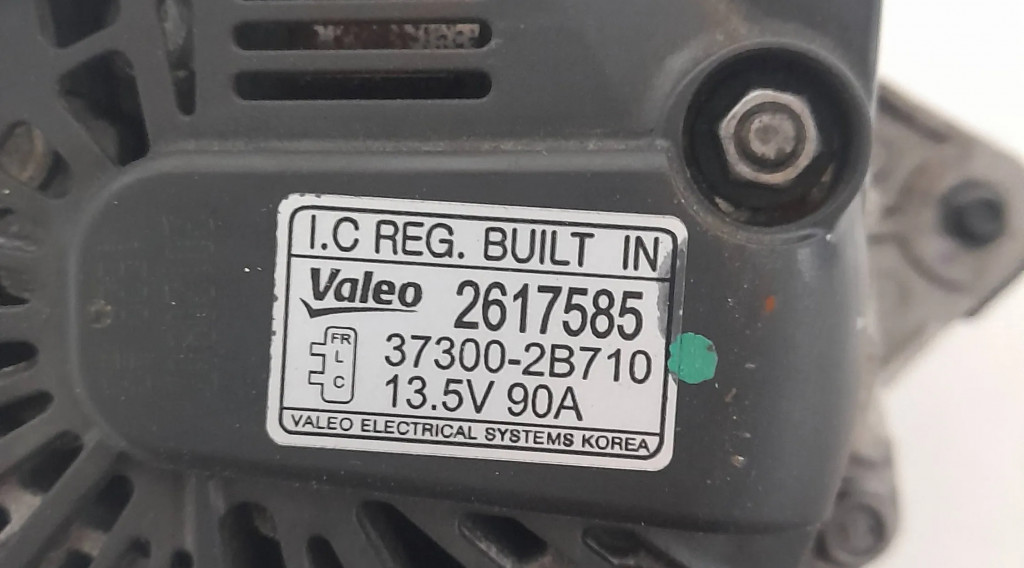 I.C REG. BUILT IN
Valeo 2617585
FR
L
C
37300-2B710
13.5V 90A
VALEO ELECTRICAL SYSTEMS KOREA